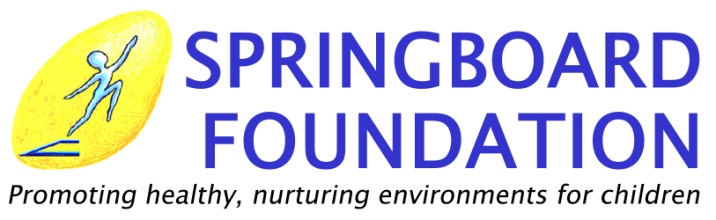 SPRINGBOARD
FOUNDATION
Promoting healthy, nurturing environments for children